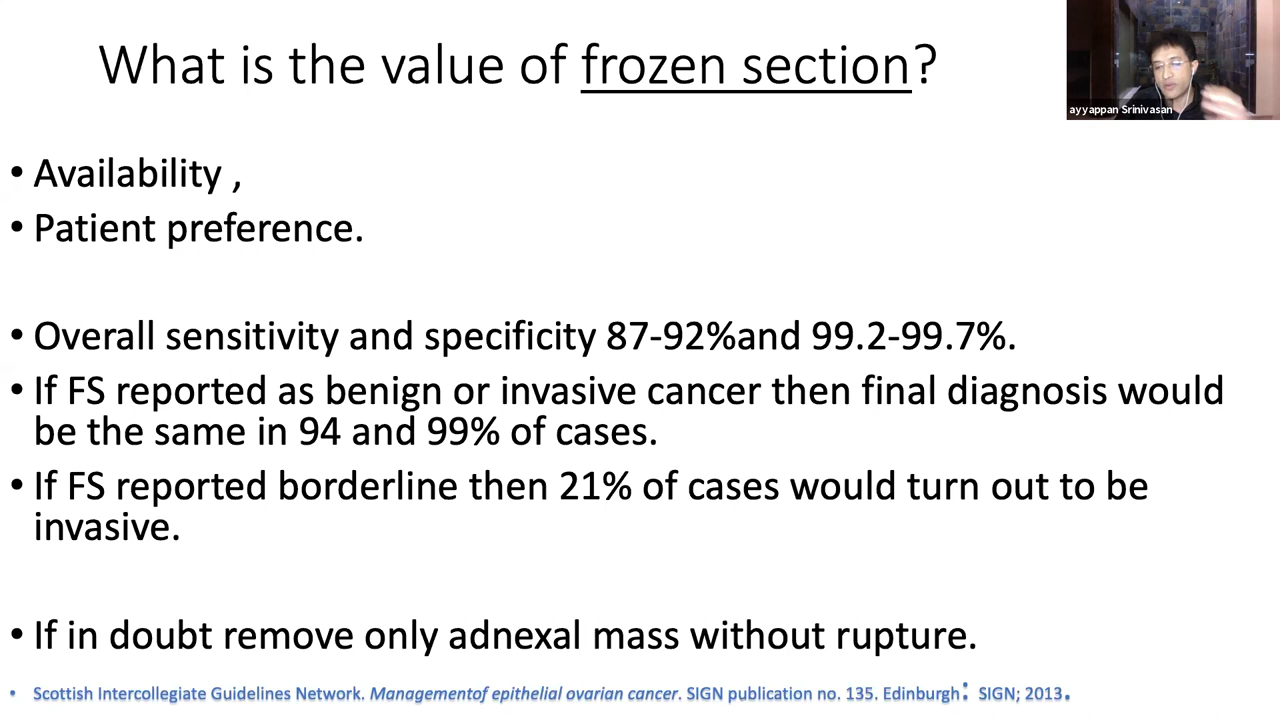 What is the value of frozen section?
ayyappan Srinivasan
• Availability ,
• Patient preference.
• Overall sensitivity and specificity 87-92%and 99.2-99.7%.
• If FS reported as benign or invasive cancer then final diagnosis would
be the same in 94 and 99% of cases.
• If FS reported borderline then 21% of cases would turn out to be
invasive.
• If in doubt remove only adnexal mass without rupture.
• Scottish Intercollegiate Guidelines Network. Managementof epithelial ovarian cancer. SIGN publication no. 135. Edinburgh: SIGN; 2013.